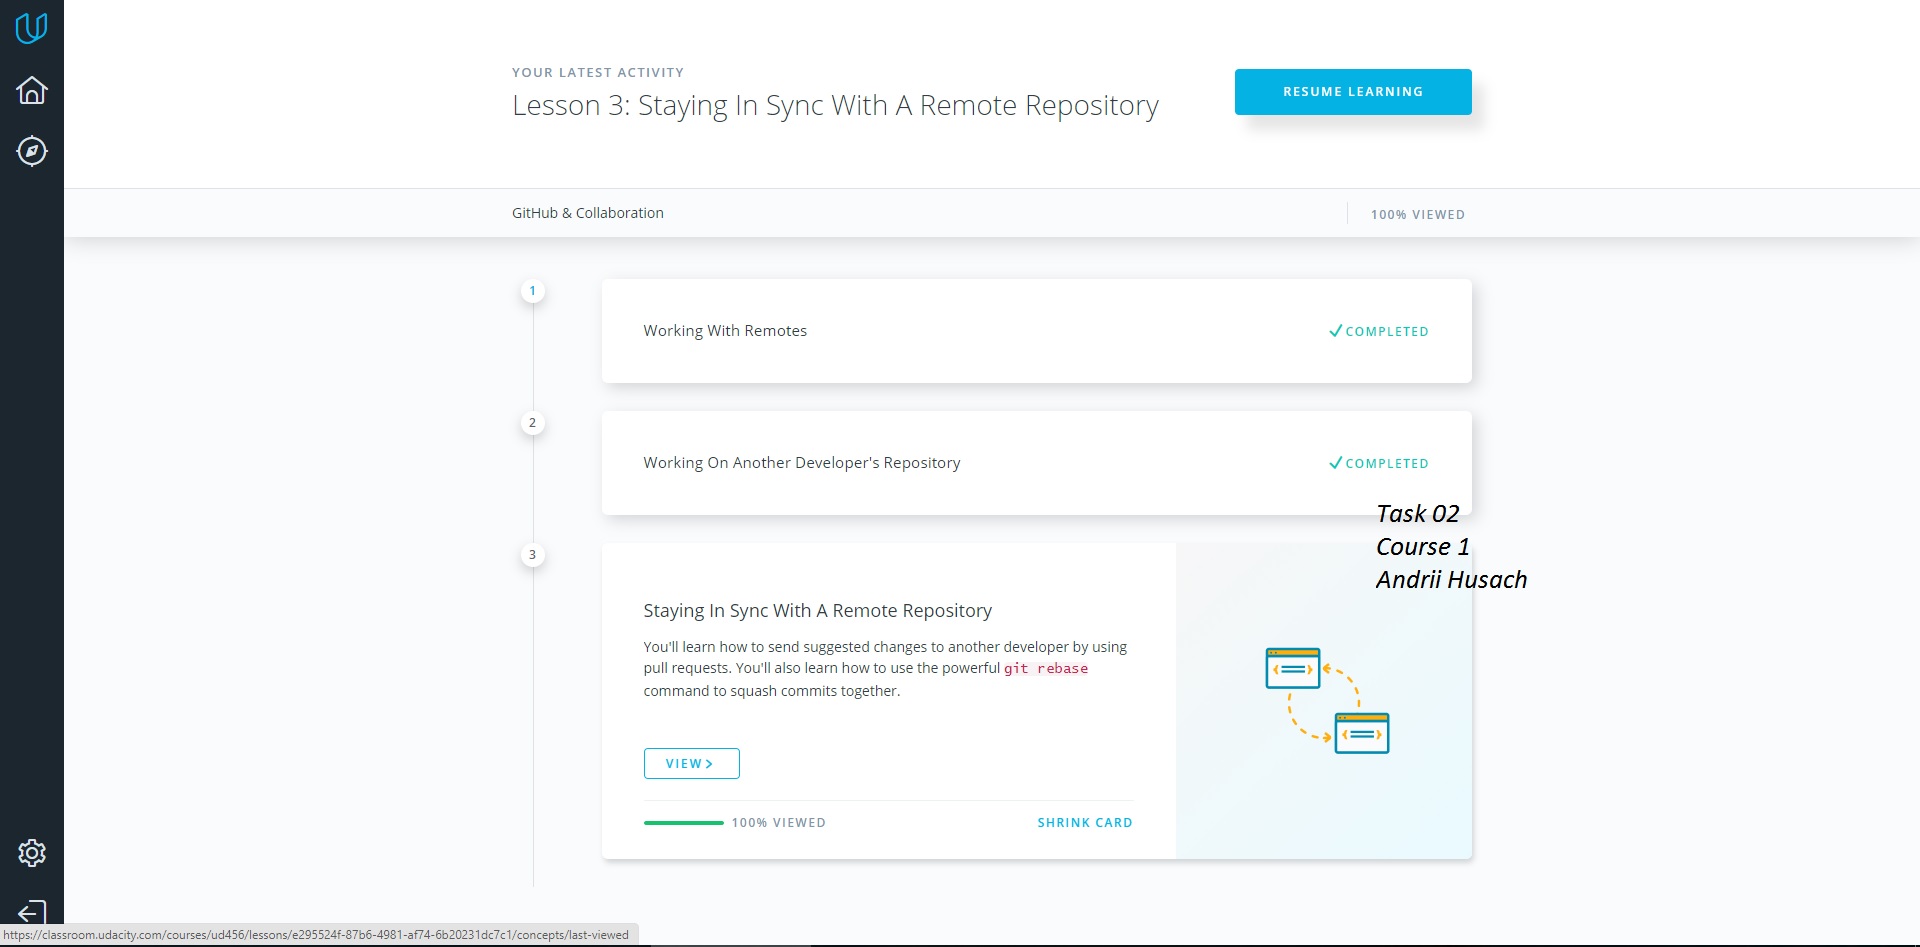 YOUR LATEST ACTIVITY
Lesson 3: Staying In Sync With A Remote Repository
RESUME LEARNING
GitHub & Collaboration
100% VIEWED
1
Working With Remotes
COMPLETED
2
Working On Another Developer's Repository
COMPLETED
Task 02
Course 1
Andrii Husach
3
Staying In Sync With A Remote Repository
You'll learn how to send suggested changes to another developer by using
pull requests. You'll also learn how to use the powerful git rebase
command to squash commits together.
VIEW >
100% VIEWED
SHRINK CARD
https://classroom.udacity.com/courses/ud456/lessons/e295524f-87b6-4981-af74-6b20231dc7c1/concepts/last-viewed